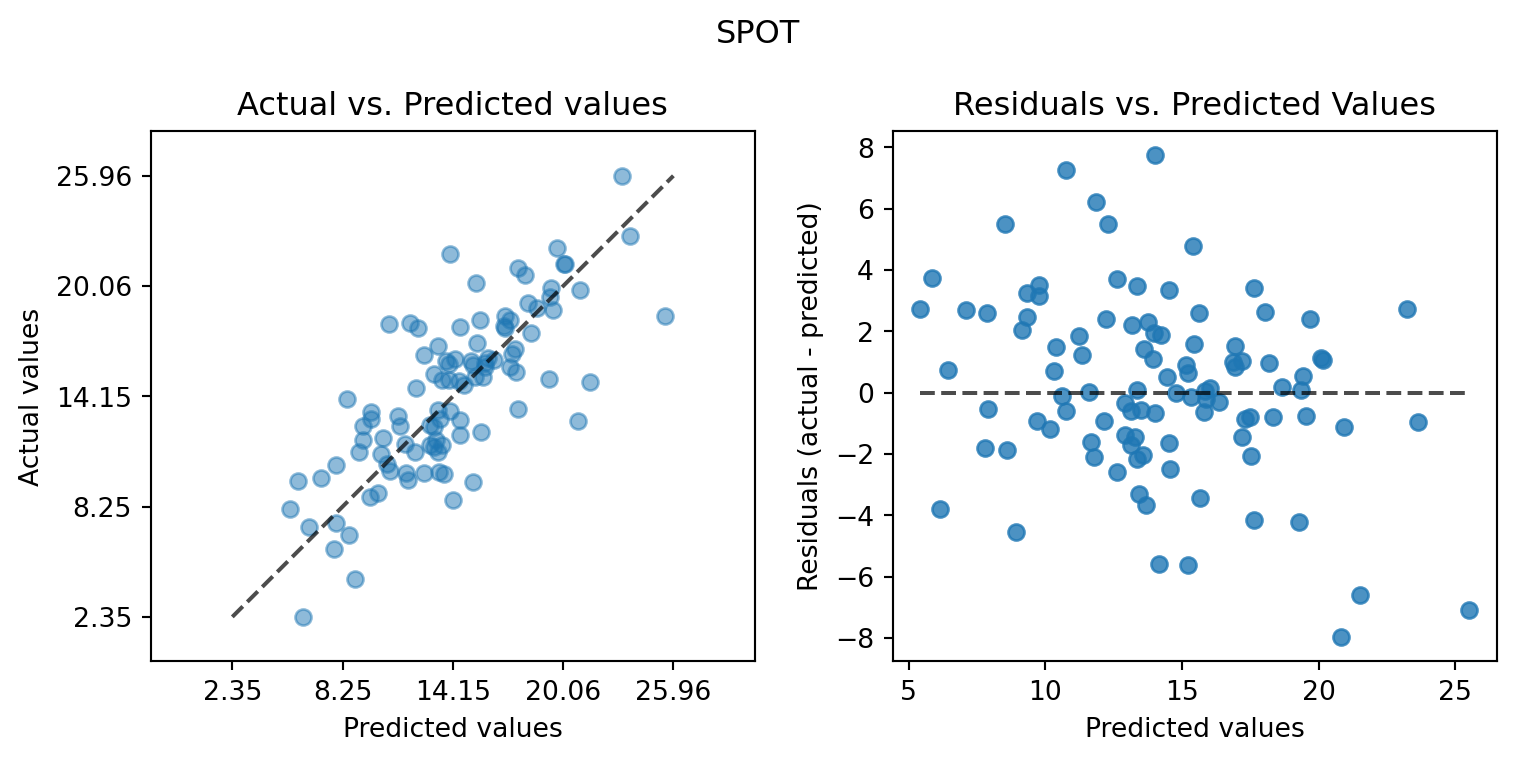 SPOT
Actual vs. Predicted values
25.96
20.06
14.15
8.25
2.35
Actual values
2.35 8.25 14.15 20.06 25.96
Predicted values
Residuals vs. Predicted Values
8
6
4
2
0
−2
−4
−6
−8
Residuals (actual - predicted)
5 10 15 20 25
Predicted values